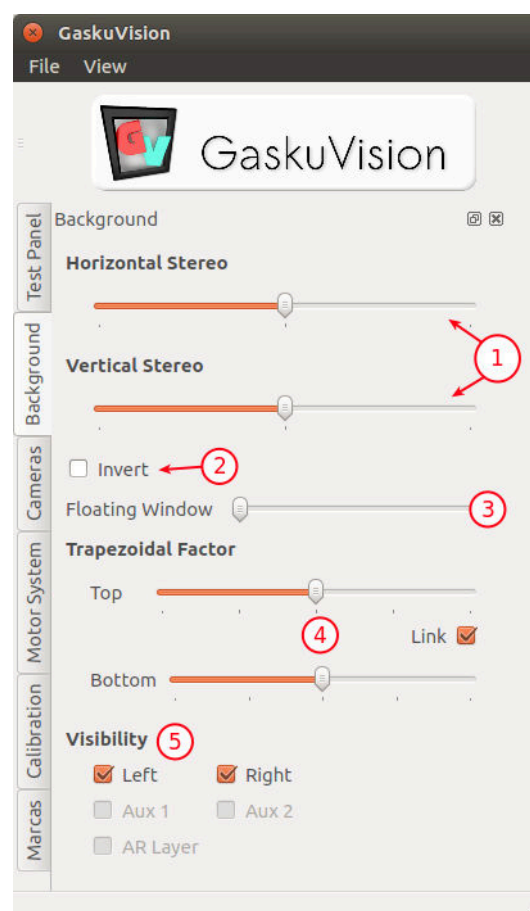 GaskuVision
File View
GV GaskuVision
Test Panel
Background
Cameras
Motor System
Calibration
Marcas
Background
Horizontal Stereo
1
Vertical Stereo
Invert 2
Floating Window 3
Trapezoidal Factor
Top
4
Link
Bottom
Visibility 5
Left Right
Aux 1 Aux 2
AR Layer